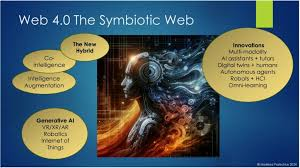 Web 4.0 The Symbiotic Web
The New
Hybrid
Co-
Intelligence
Intelligence
Augmentation
Generative AI
VR/XR/AR
Robotics
Internet of
Things
Innovations
Multi-modality
AI assistants + tutors
Digital twins + humans
Autonomous agents
Robots + HCI
Omni-learning